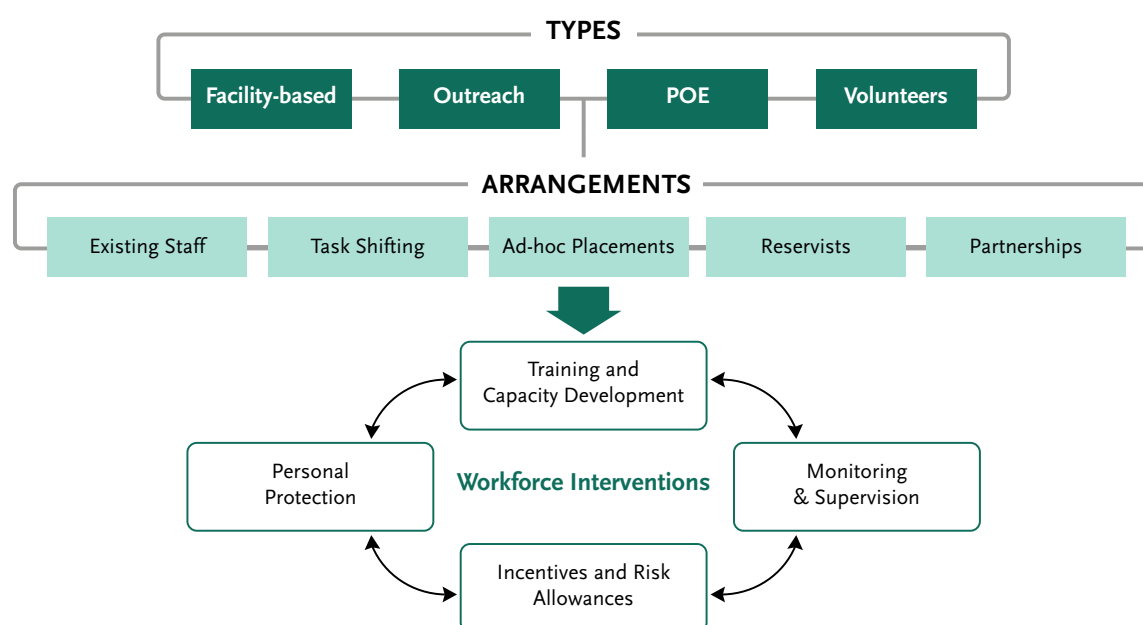 TYPES
Facility-based
Outreach
POE
Volunteers
ARRANGEMENTS
Existing Staff
Task Shifting
Ad-hoc Placements
Reservists
Partnerships
Training and
Capacity Development
Personal
Protection
Workforce Interventions
Monitoring
& Supervision
Incentives and Risk
Allowances